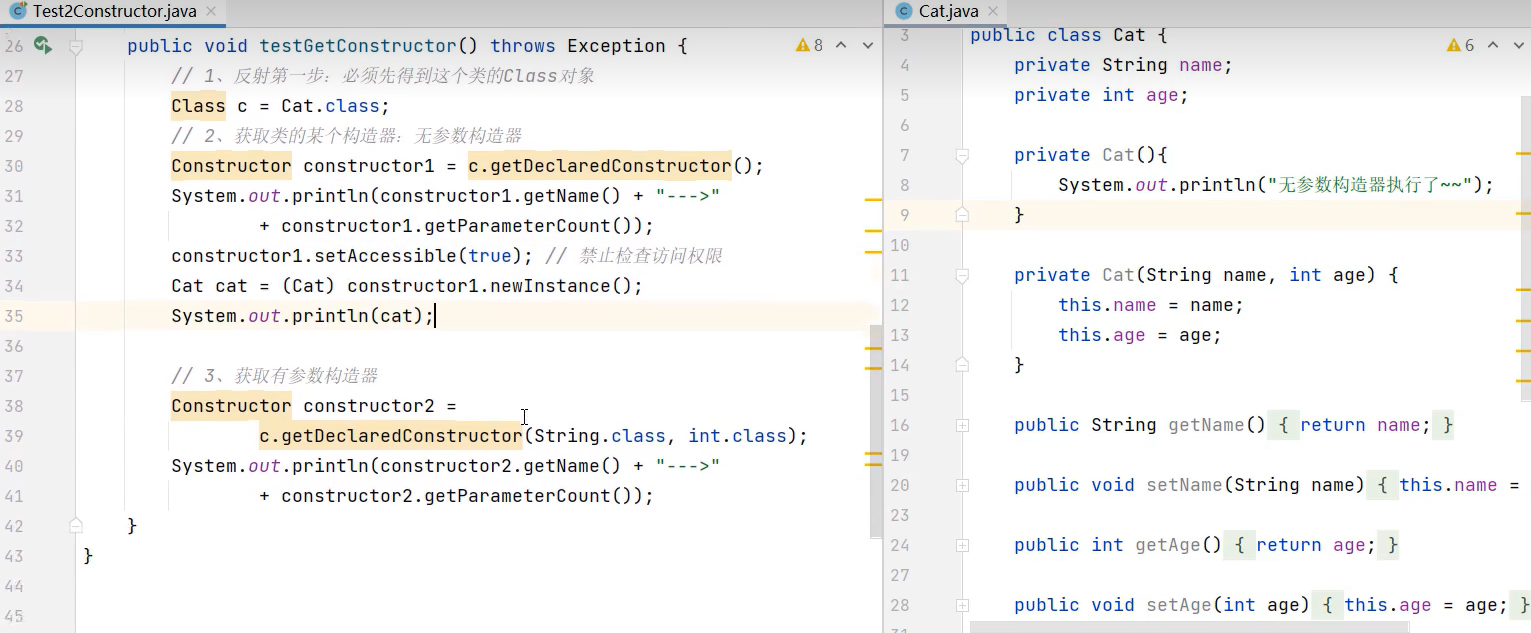 Test2Constructor.java
26 public void testGetConstructor() throws Exception { 8
27 // 1、反射第一步：必须先得到这个类的Class对象
28 Class c = Cat.class;
29 // 2、获取类的某个构造器：无参数构造器
30 Constructor constructor1 = c.getDeclaredConstructor();
31 System.out.println(constructor1.getName() + "--->"
32 + constructor1.getParameterCount());
33 constructor1.setAccessible(true); // 禁止检查访问权限
34 Cat cat = (Cat) constructor1.newInstance();
35 System.out.println(cat);
36
37 // 3、获取有参数构造器
38 Constructor constructor2 =
39 c.getDeclaredConstructor(String.class, int.class);
40 System.out.println(constructor2.getName() + "--->"
41 + constructor2.getParameterCount());
42 }
43 }
44
45
Cat.java
3 public class Cat { 6
4 private String name;
5 private int age;
6
7 private Cat(){
8 System.out.println("无参数构造器执行了~~");
9 }
10
11 private Cat(String name, int age) {
12 this.name = name;
13 this.age = age;
14 }
15
16 public String getName() { return name; }
19
20 public void setName(String name) { this.name =
23
24 public int getAge() { return age; }
27
28 public void setAge(int age) { this.age = age; }